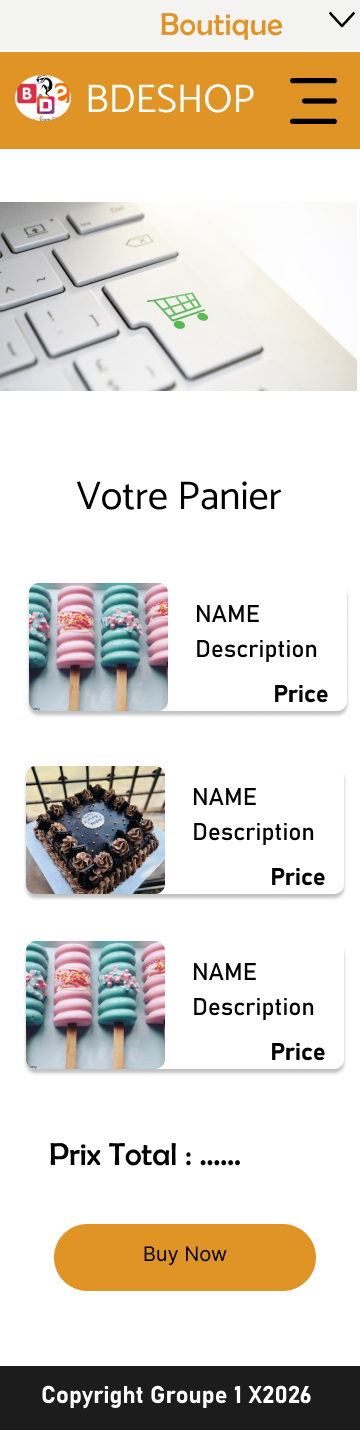 Boutique
BDe
BDESHOP
Votre Panier
NAME
Description
Price
NAME
Description
Price
NAME
Description
Price
Prix Total : ......
Buy Now
Copyright Groupe 1 X2026